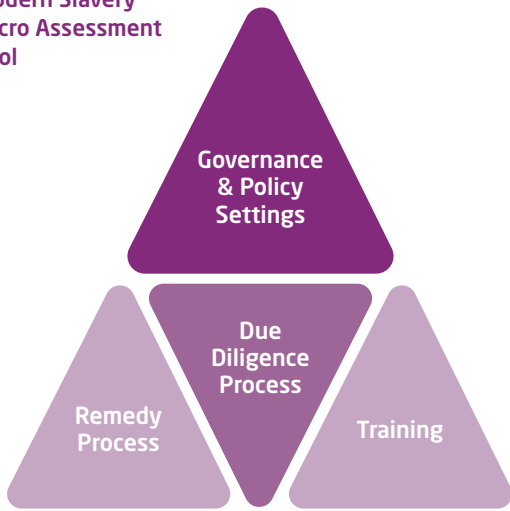 odern Slavery
cro Assessment
ol
Governance
& Policy
Settings
Due
Diligence
Process
Remedy
Process
Training